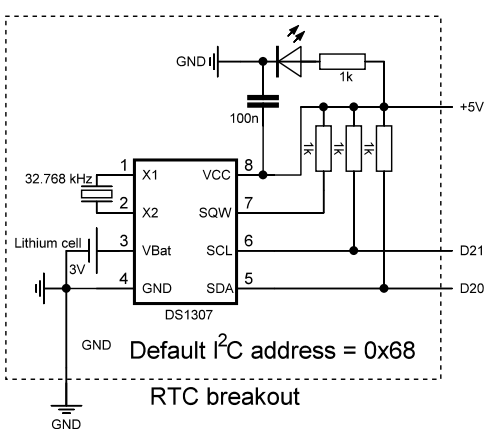 GND
1k
100n
+5V
1k
1k
1k
32.768 kHz
1
X1
VCC
8
2
X2
SQW
7
Lithium cell
3V
3
VBat
SCL
6
D21
4
GND
SDA
5
D20
DS1307
GND
Default I²C address = 0x68
RTC breakout
GND